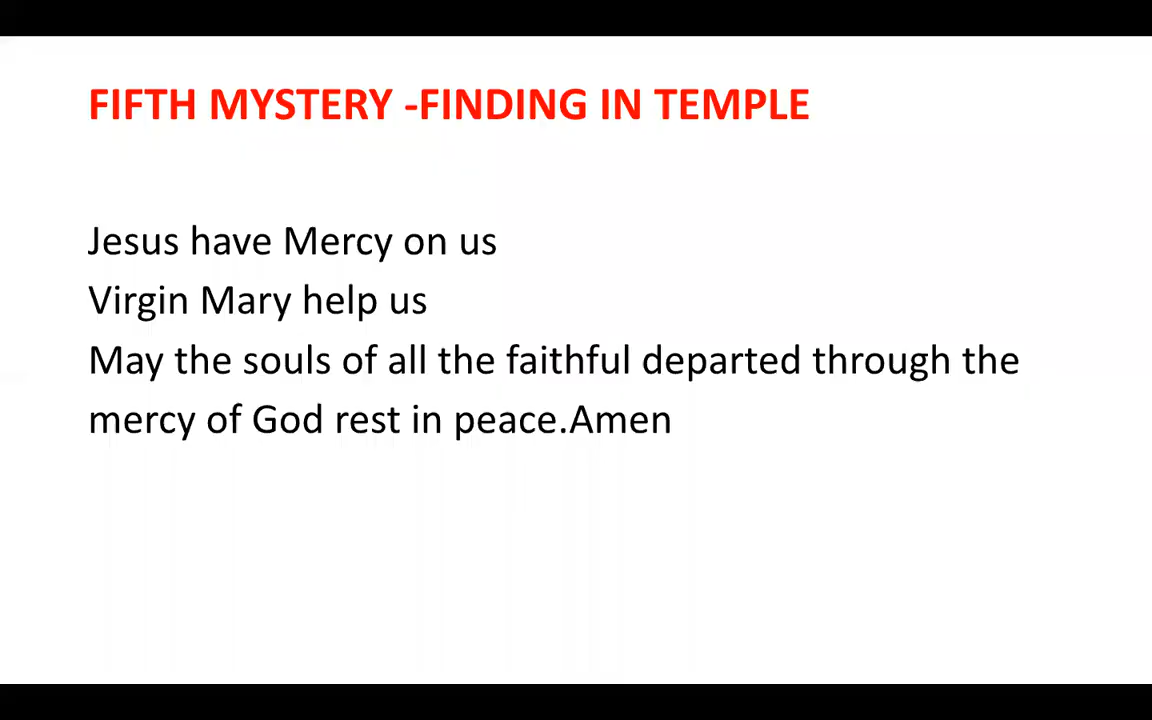 FIFTH MYSTERY -FINDING IN TEMPLE
Jesus have Mercy on us
Virgin Mary help us
May the souls of all the faithful departed through the
mercy of God rest in peace.Amen